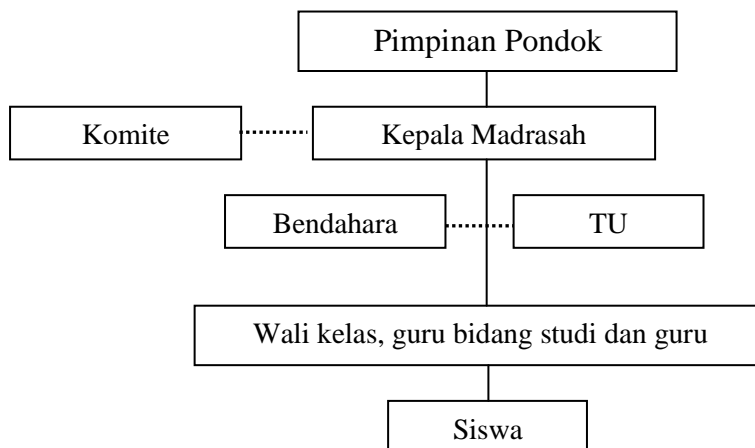 Pimpinan Pondok
Komite
Kepala Madrasah
Bendahara
TU
Wali kelas, guru bidang studi dan guru
Siswa